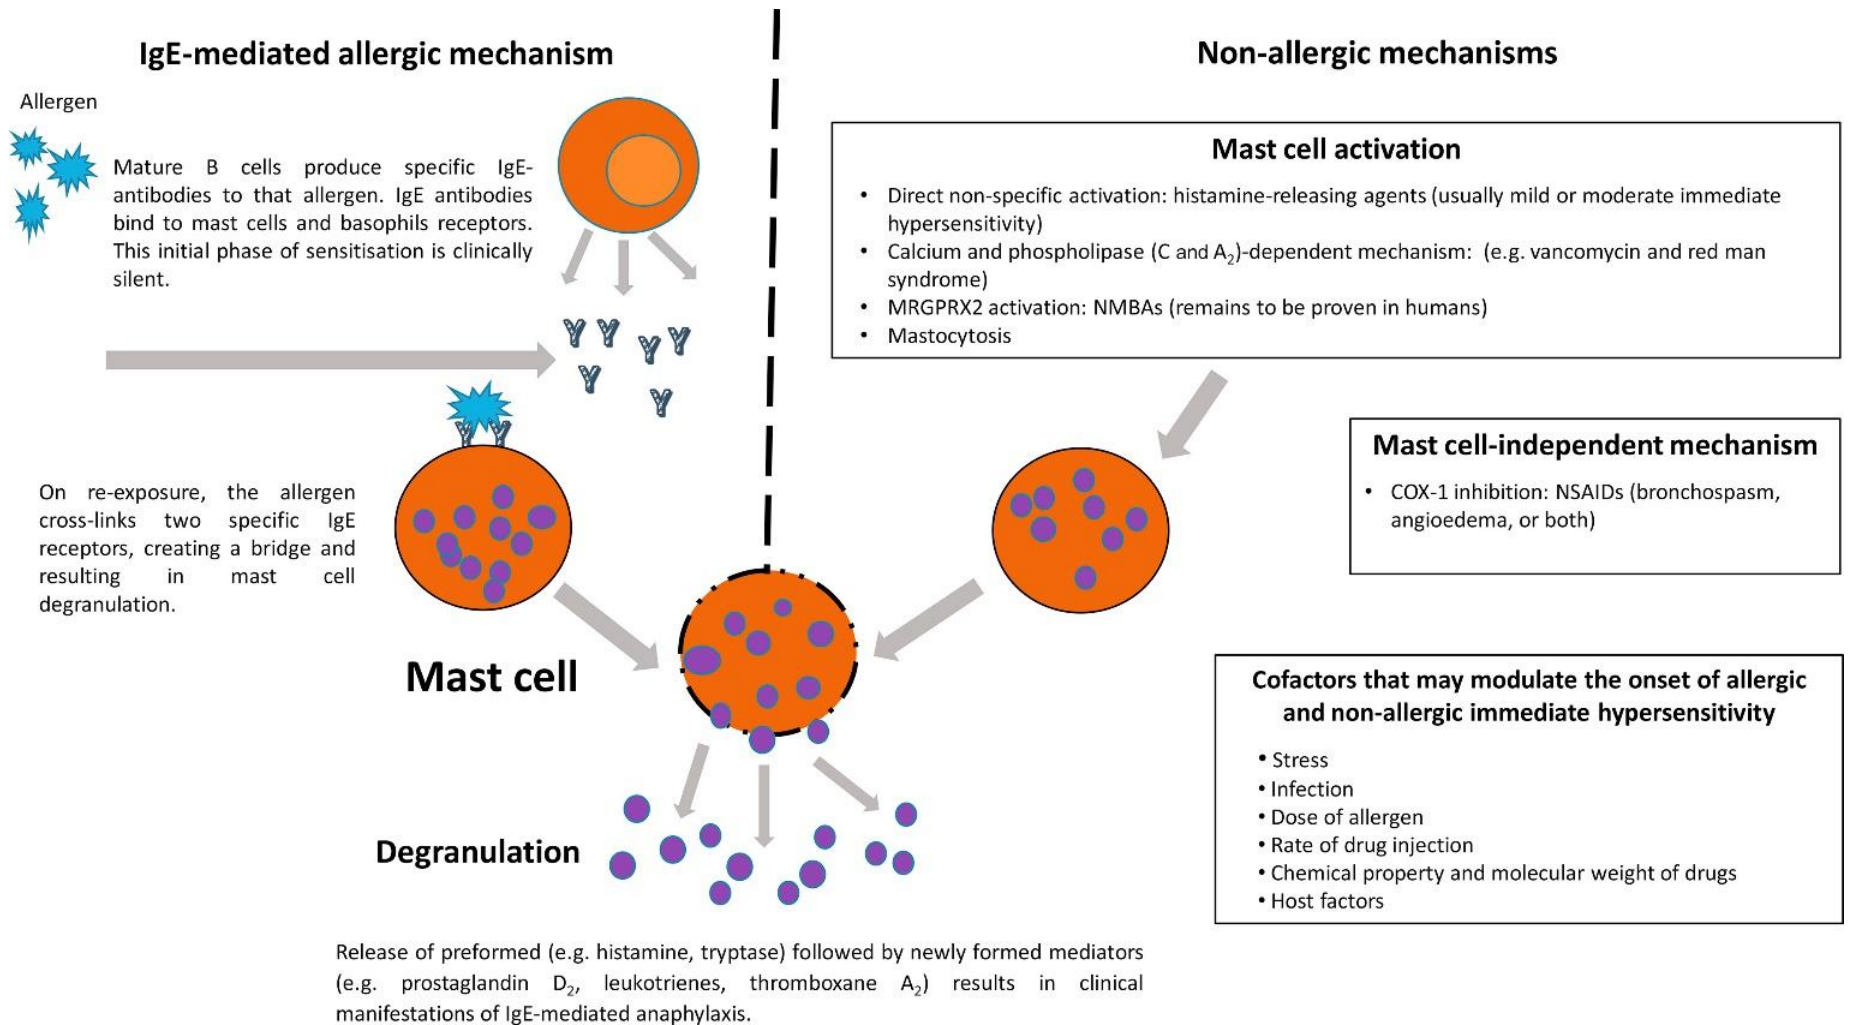 IgE-mediated allergic mechanism
Allergen
Mature B cells produce specific IgE-
antibodies to that allergen. IgE antibodies
bind to mast cells and basophils receptors.
This initial phase of sensitisation is clinically
silent.
On re-exposure, the allergen
cross-links two specific IgE
receptors, creating a bridge and
resulting in mast cell
degranulation.
Non-allergic mechanisms
Mast cell activation
• Direct non-specific activation: histamine-releasing agents (usually mild or moderate immediate
hypersensitivity)
• Calcium and phospholipase (C and A₂)-dependent mechanism: (e.g. vancomycin and red man
syndrome)
• MRGPRX2 activation: NMBAs (remains to be proven in humans)
• Mastocytosis
Mast cell-independent mechanism
• COX-1 inhibition: NSAIDs (bronchospasm,
angioedema, or both)
Mast cell
Cofactors that may modulate the onset of allergic
and non-allergic immediate hypersensitivity
• Stress
• Infection
• Dose of allergen
• Rate of drug injection
• Chemical property and molecular weight of drugs
• Host factors
Degranulation
Release of preformed (e.g. histamine, tryptase) followed by newly formed mediators
(e.g. prostaglandin D₂, leukotrienes, thromboxane A₂) results in clinical
manifestations of IgE-mediated anaphylaxis.